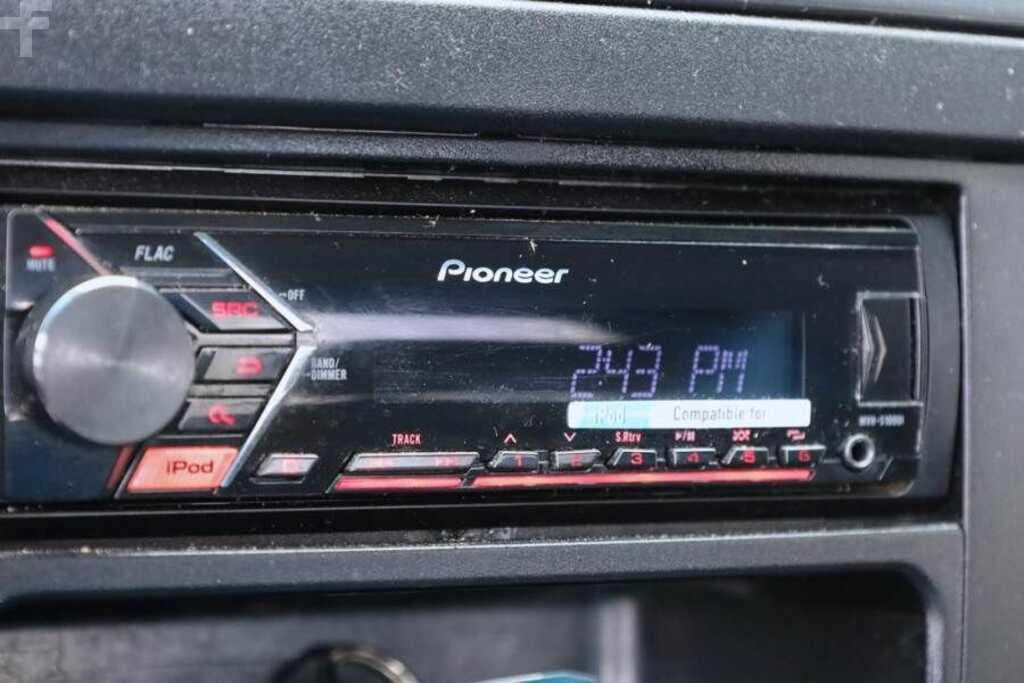 MUTE
FLAC
Pioneer
SRC
OFF
BAND/
DIMMER
2:43 PM
iPod Compatible for
TRACK
S.Rtrv
iPod
1 2 3 4 5 6